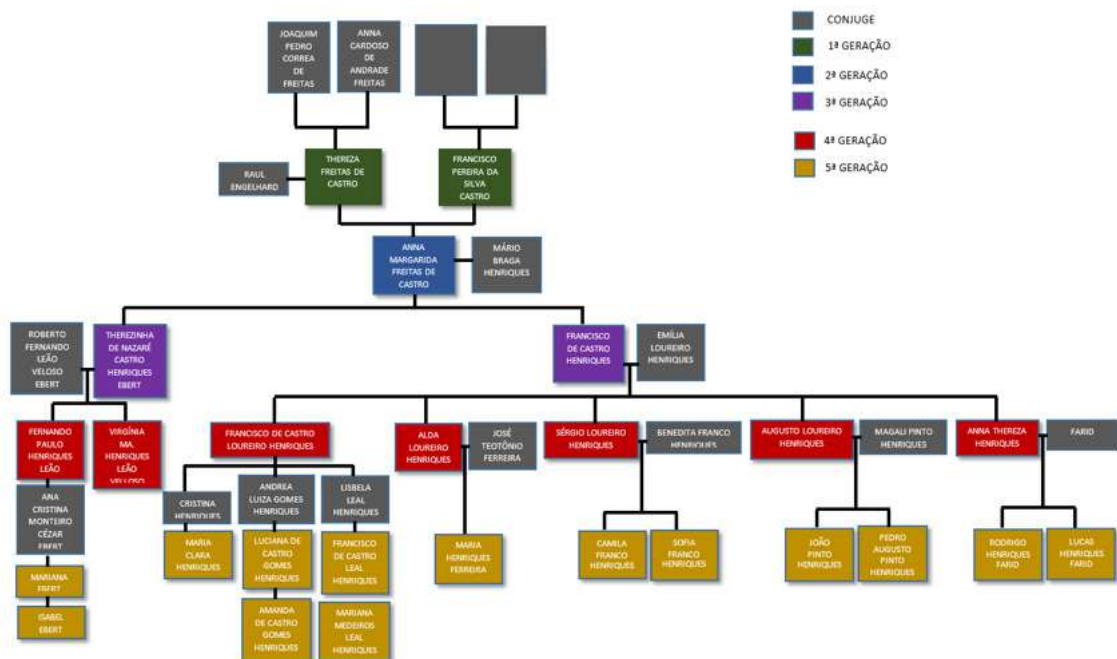 JOAQUIM
PEDRO
CORREA
DE
FREITAS
ANNA
CARDOSO
DE
ANDRADE
FREITAS
CONJUGE
1ª GERAÇÃO
2ª GERAÇÃO
3ª GERAÇÃO
4ª GERAÇÃO
5ª GERAÇÃO
RAUL
ENGELHARD
THEREZA
FREITAS DE
CASTRO
FRANCISCO
PEREIRA DA
SILVA
CASTRO
ANNA
MARGARIDA
FREITAS DE
CASTRO
MÁRIO
BRAGA
HENRIQUES
ROBERTO
FERNANDO
LEÃO
VELOSO
EBERT
THEREZINHA
DE NAZARÉ
CASTRO
HENRIQUES
EBERT
FRANCISCO
DE CASTRO
HENRIQUES
EMÍLIA
LOUREIRO
HENRIQUES
FERNANDO
PAULO
HENRIQUES
LEÃO
VIRGÍNIA
MA.
HENRIQUES
LEÃO
VELLOSO
FRANCISCO DE CASTRO
LOUREIRO HENRIQUES
ALDA
LOUREIRO
HENRIQUES
JOSÉ
TEOTÔNIO
FERREIRA
SÉRGIO LOUREIRO
HENRIQUES
BENEDITA FRANCO
HENRIQUES
AUGUSTO LOUREIRO
HENRIQUES
MAGALI PINTO
HENRIQUES
ANNA THEREZA
HENRIQUES
FARID
ANA
CRISTINA
MONTEIRO
CÉZAR
EBERT
CRISTINA
HENRIQUES
ANDREA
LUIZA GOMES
HENRIQUES
LISBELA
LEAL
HENRIQUES
MARIA
CLARA
HENRIQUES
LUCIANA DE
CASTRO
GOMES
HENRIQUES
FRANCISCO
DE CASTRO
LEAL
HENRIQUES
MARIA
HENRIQUES
FERREIRA
CAMILA
FRANCO
HENRIQUES
SOFIA
FRANCO
HENRIQUES
JOÃO
PINTO
HENRIQUES
PEDRO
AUGUSTO
PINTO
HENRIQUES
RODRIGO
HENRIQUES
FARID
LUCAS
HENRIQUES
FARID
MARIANA
EBERT
ISABEL
EBERT
AMANDA
DE CASTRO
GOMES
HENRIQUES
MARIANA
MEDEIROS
LEAL
HENRIQUES